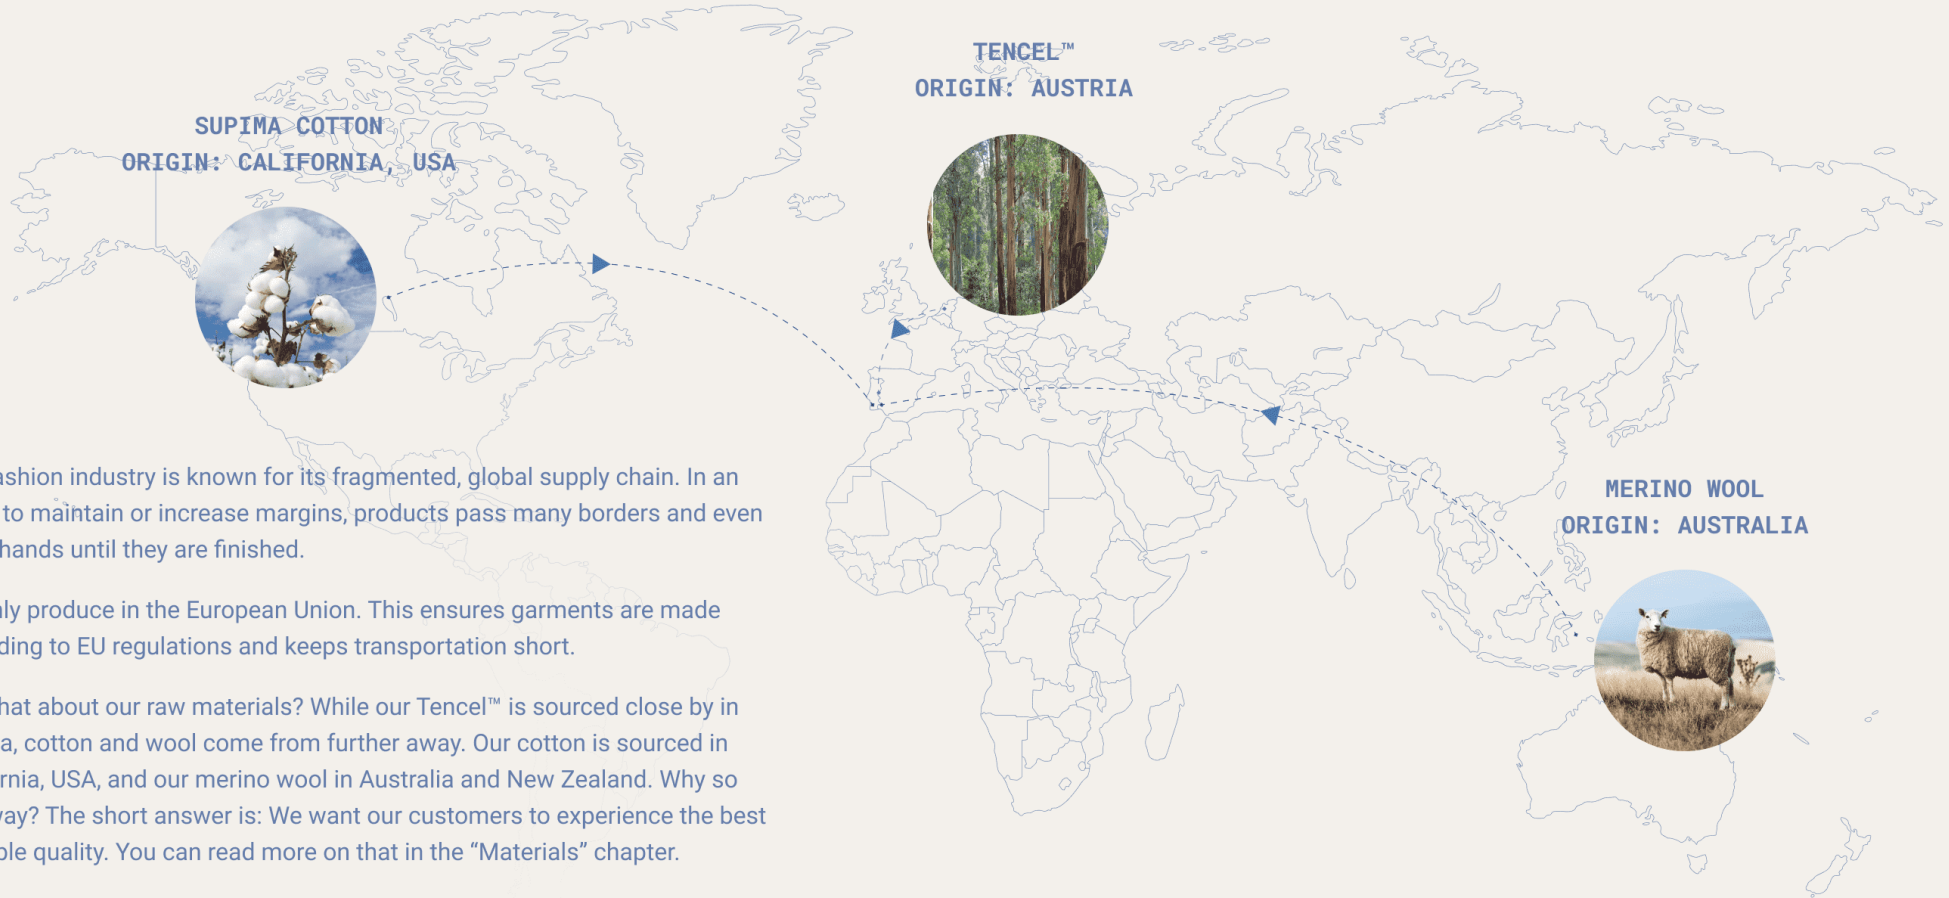 TENCEL™
ORIGIN: AUSTRIA
SUPIMA COTTON
ORIGIN: CALIFORNIA, USA
MERINO WOOL
ORIGIN: AUSTRALIA
ashion industry is known for its fragmented, global supply chain. In an
to maintain or increase margins, products pass many borders and even
hands until they are finished.
nly produce in the European Union. This ensures garments are made
ding to EU regulations and keeps transportation short.
hat about our raw materials? While our Tencel™ is sourced close by in
a, cotton and wool come from further away. Our cotton is sourced in
rnia, USA, and our merino wool in Australia and New Zealand. Why so
way? The short answer is: We want our customers to experience the best
ble quality. You can read more on that in the “Materials” chapter.